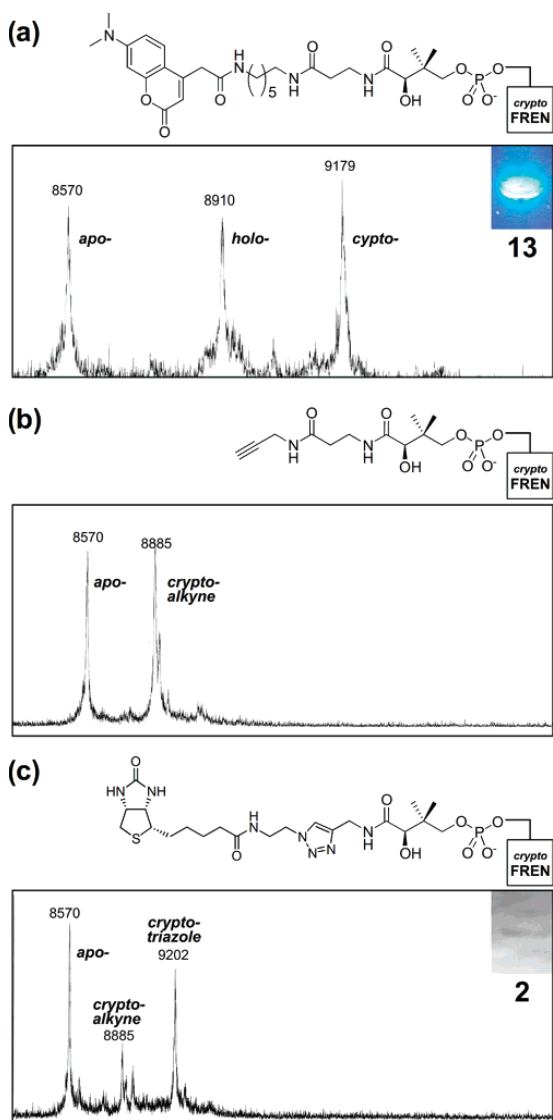 (a)
N
O
O
O
N
H
5
H
N
O
N
H
O
OH
O
P
O
O
O-
crypto
FREN
8570
apo-
8910
holo-
9179
cypto-
13
(b)
N
H
O
N
H
O
OH
O
P
O
O
O-
crypto
FREN
8570
apo-
8885
crypto-
alkyne
(c)
O
HN
NH
S
O
H
N
N
N=N
N
H
O
OH
O
P
O
O
O-
crypto
FREN
8570
apo-
crypto-
alkyne
8885
crypto-
triazole
9202
2